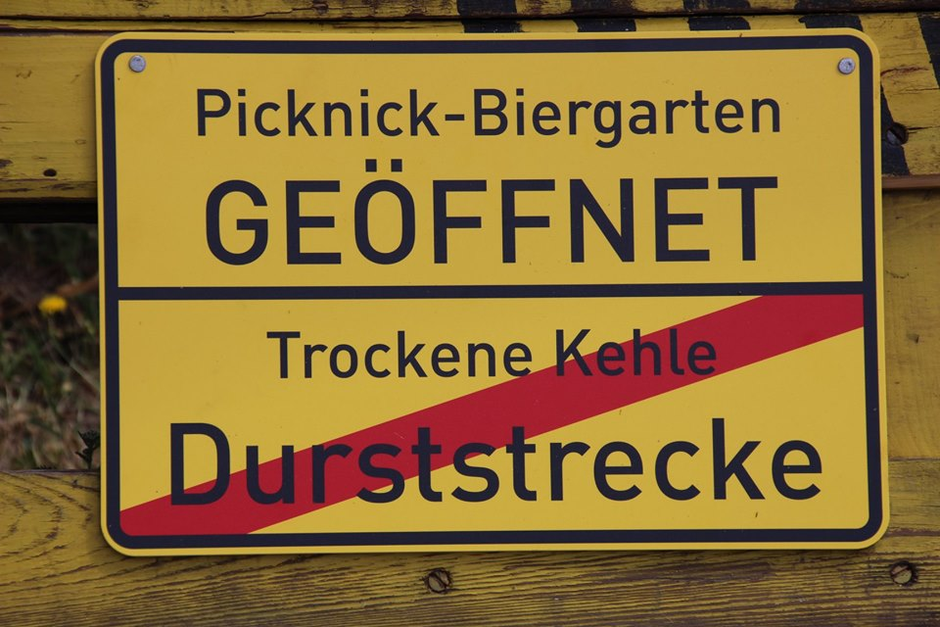 Picknick-Biergarten
GEÖFFNET
Trockene Kehle
Durststrecke